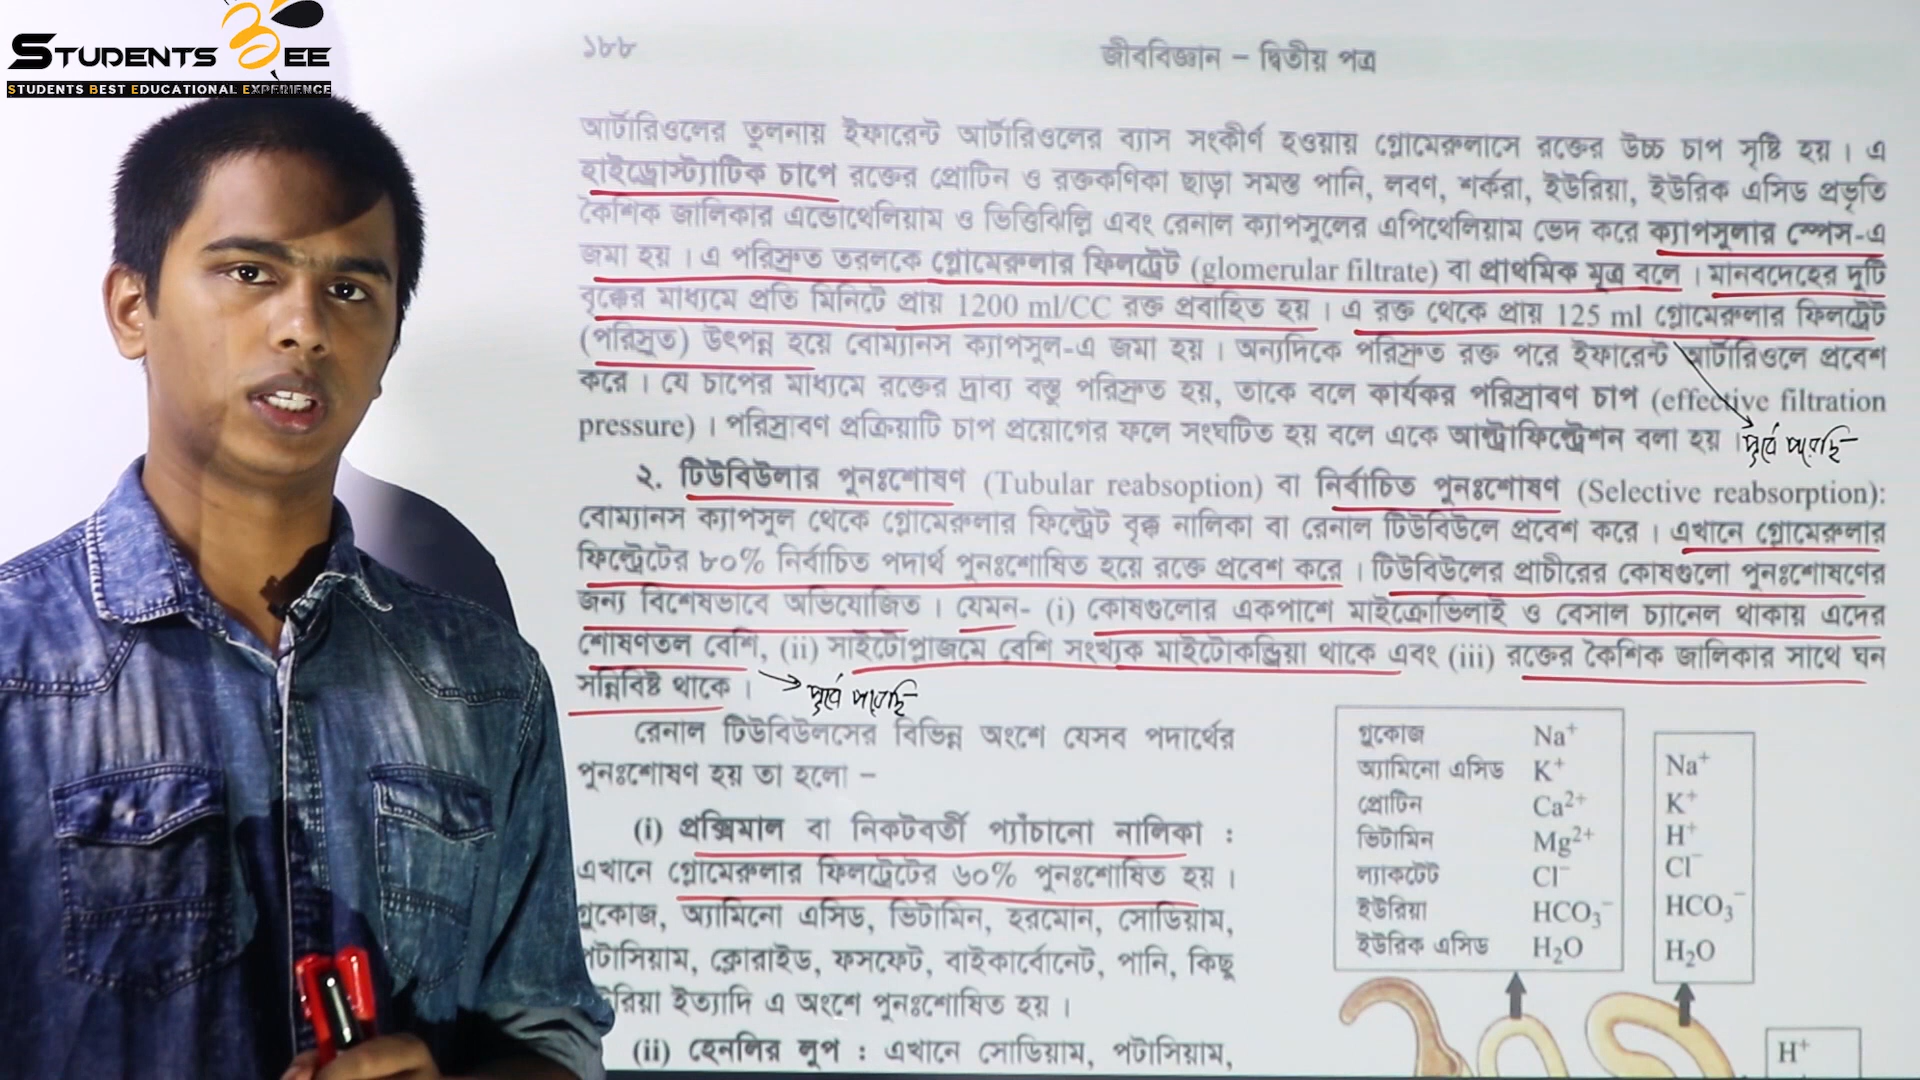 STUDENTS BEE
STUDENTS BEST EDUCATIONAL EXPERIENCE
১৮৮
জীববিজ্ঞান – দ্বিতীয় পত্র
আর্টারিওলের তুলনায় ইফারেন্ট আর্টারিওলের ব্যাস সংকীর্ণ হওয়ায় গ্লোমেরুলাসে রক্তের উচ্চ চাপ সৃষ্টি হয় । এ
হাইড্রোস্ট্যাটিক চাপে রক্তের প্রোটিন ও রক্তকণিকা ছাড়া সমস্ত পানি, লবণ, শর্করা, ইউরিয়া, ইউরিক এসিড প্রভৃতি
কৈশিক জালিকার এন্ডোথেলিয়াম ও ভিত্তিঝিল্লি এবং রেনাল ক্যাপসুলের এপিথেলিয়াম ভেদ করে ক্যাপসুলার স্পেস-এ
জমা হয় । এ পরিস্রুত তরলকে গ্লোমেরুলার ফিলট্রেট (glomerular filtrate) বা প্রাথমিক মূত্র বলে । মানবদেহের দুটি
বৃক্কের মাধ্যমে প্রতি মিনিটে প্রায় 1200 ml/CC রক্ত প্রবাহিত হয় । এ রক্ত থেকে প্রায় 125 ml গ্লোমেরুলার ফিলট্রেট
(পরিস্রুত) উৎপন্ন হয়ে বোম্যানস ক্যাপসুল-এ জমা হয় । অন্যদিকে পরিস্রুত রক্ত পরে ইফারেন্ট আর্টারিওলে প্রবেশ
করে । যে চাপের মাধ্যমে রক্তের দ্রাব্য বস্তু পরিস্রুত হয়, তাকে বলে কার্যকর পরিস্রাবণ চাপ (effective filtration
pressure) । পরিস্রাবণ প্রক্রিয়াটি চাপ প্রয়োগের ফলে সংঘটিত হয় বলে একে আল্ট্রাফিল্ট্রেশন বলা হয় ।
পূর্বে পরেছি
২. টিউবিউলার পুনঃশোষণ (Tubular reabsoption) বা নির্বাচিত পুনঃশোষণ (Selective reabsorption):
বোম্যানস ক্যাপসুল থেকে গ্লোমেরুলার ফিল্ট্রেট বৃক্ক নালিকা বা রেনাল টিউবিউলে প্রবেশ করে । এখানে গ্লোমেরুলার
ফিল্ট্রেটের ৮০% নির্বাচিত পদার্থ পুনঃশোষিত হয়ে রক্তে প্রবেশ করে । টিউবিউলের প্রাচীরের কোষগুলো পুনঃশোষণের
জন্য বিশেষভাবে অভিযোজিত । যেমন- (i) কোষগুলোর একপাশে মাইক্রোভিলাই ও বেসাল চ্যানেল থাকায় এদের
শোষণতল বেশি, (ii) সাইটোপ্লাজমে বেশি সংখ্যক মাইটোকন্ড্রিয়া থাকে এবং (iii) রক্তের কৈশিক জালিকার সাথে ঘন
সন্নিবিষ্ট থাকে ।
পূর্বে পরেছি
রেনাল টিউবিউলসের বিভিন্ন অংশে যেসব পদার্থের
পুনঃশোষণ হয় তা হলো –
(i) প্রক্সিমাল বা নিকটবর্তী প্যাঁচানো নালিকা :
এখানে গ্লোমেরুলার ফিলট্রেটের ৬০% পুনঃশোষিত হয় ।
গ্লুকোজ, অ্যামিনো এসিড, ভিটামিন, হরমোন, সোডিয়াম,
পটাসিয়াম, ক্লোরাইড, ফসফেট, বাইকার্বোনেট, পানি, কিছু
উরিয়া ইত্যাদি এ অংশে পুনঃশোষিত হয় ।
(ii) হেনলির লুপ : এখানে সোডিয়াম, পটাসিয়াম,
গ্লুকোজ Na⁺
অ্যামিনো এসিড K⁺
প্রোটিন Ca²⁺
ভিটামিন Mg²⁺
ল্যাকটেট Cl⁻
ইউরিয়া HCO₃⁻
ইউরিক এসিড H₂O
Na⁺
K⁺
H⁺
Cl⁻
HCO₃⁻
H₂O
H⁺